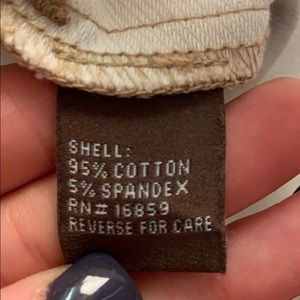 SHELL:
95% COTTON
5% SPANDEX
RN# 16859
REVERSE FOR CARE